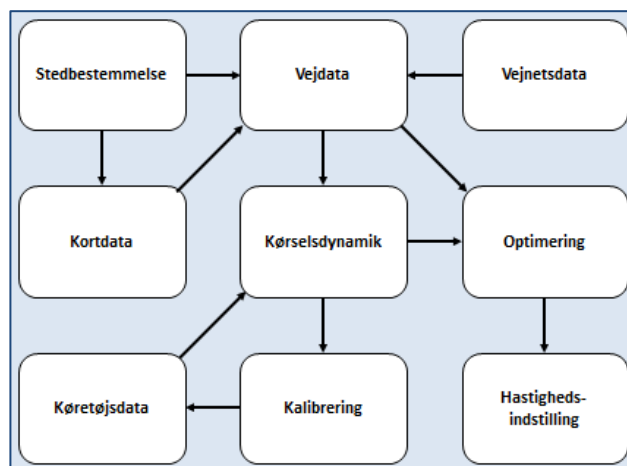 Stedbestemmelse
Vejdata
Vejnetsdata
Kortdata
Kørselsdynamik
Optimering
Køretøjsdata
Kalibrering
Hastigheds-
indstilling